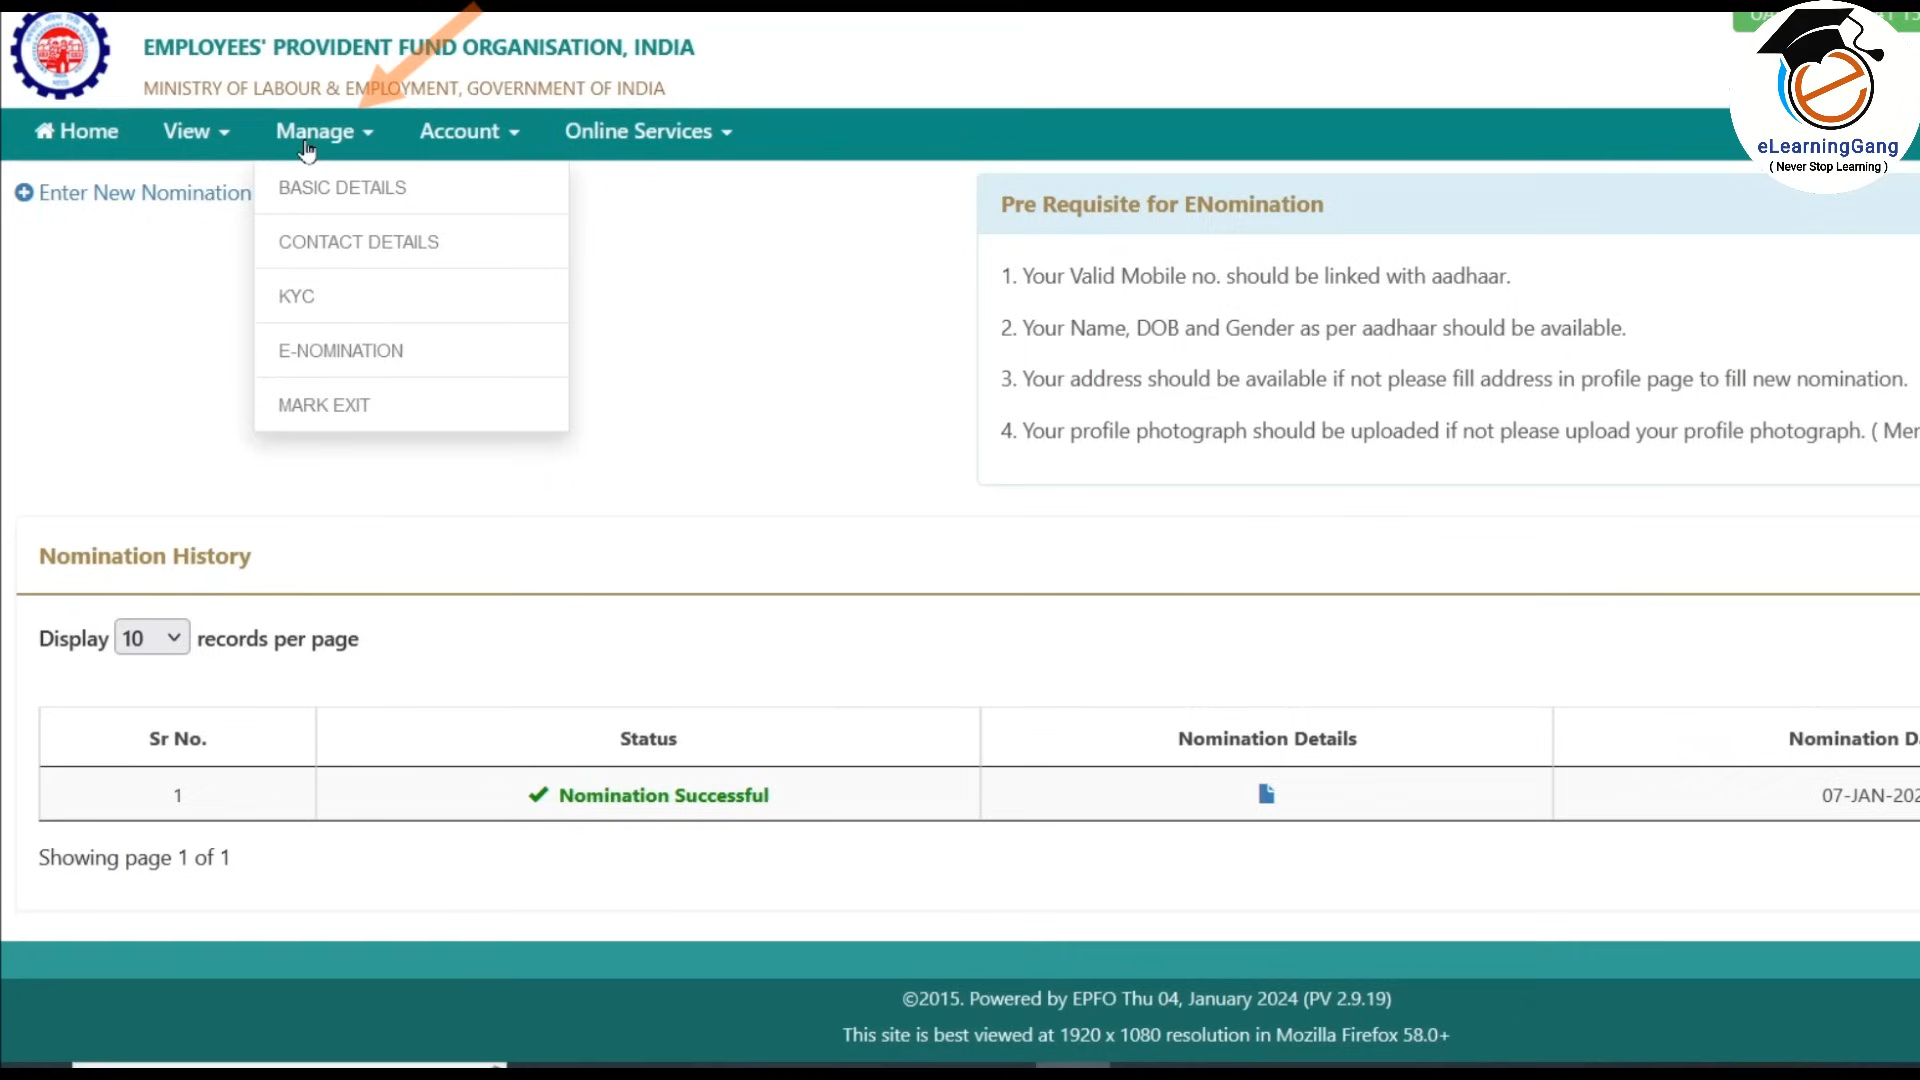 EMPLOYEES' PROVIDENT FUND ORGANISATION, INDIA
MINISTRY OF LABOUR & EMPLOYMENT, GOVERNMENT OF INDIA
eLearningGang
( Never Stop Learning )
Home View Manage Account Online Services
Enter New Nomination
BASIC DETAILS
CONTACT DETAILS
KYC
E-NOMINATION
MARK EXIT
Pre Requisite for ENomination
1. Your Valid Mobile no. should be linked with aadhaar.
2. Your Name, DOB and Gender as per aadhaar should be available.
3. Your address should be available if not please fill address in profile page to fill new nomination.
4. Your profile photograph should be uploaded if not please upload your profile photograph. (
Nomination History
Display 10 records per page
Sr No. Status Nomination Details Nomination
1 Nomination Successful 07-JAN-202
Showing page 1 of 1
©2015. Powered by EPFO Thu 04, January 2024 (PV 2.9.19)
This site is best viewed at 1920 x 1080 resolution in Mozilla Firefox 58.0+